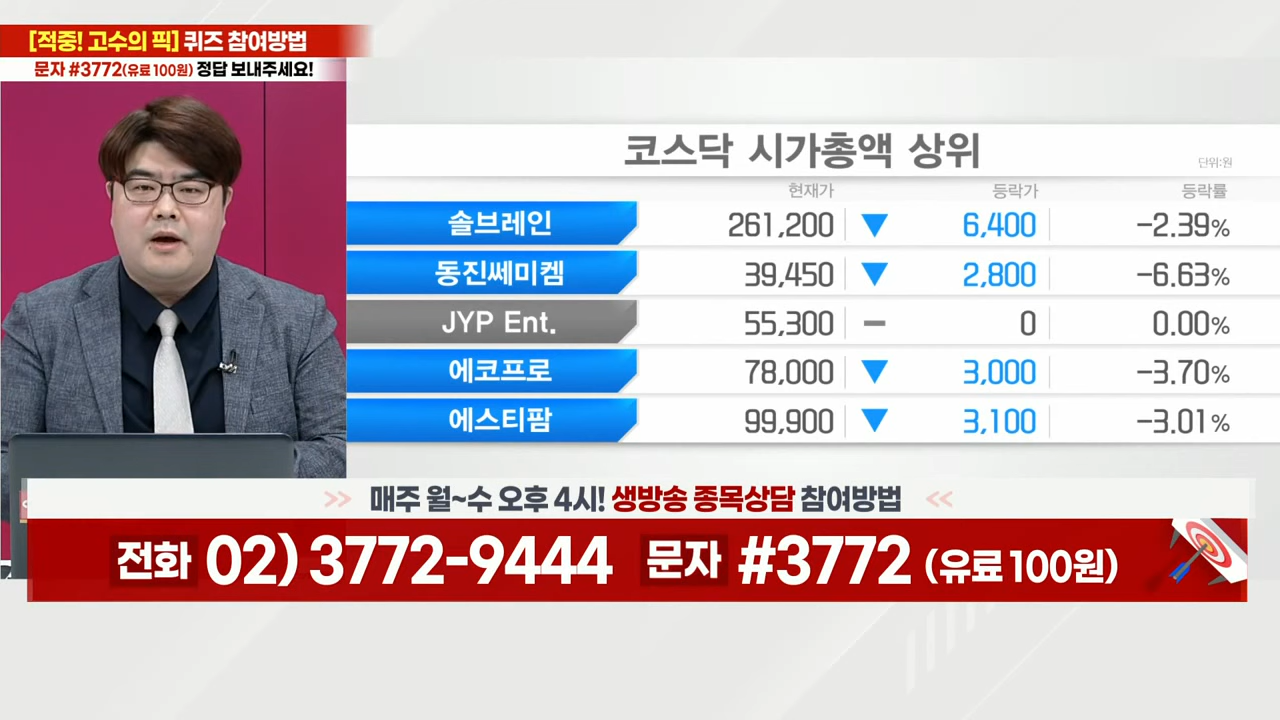 [적중! 고수의 픽] 퀴즈 참여방법
문자 #3772(유료 100원) 정답 보내주세요!
코스닥 시가총액 상위
단위:원
현재가 등락가 등락률
솔브레인 261,200 ▼ 6,400 -2.39%
동진쎄미켐 39,450 ▼ 2,800 -6.63%
JYP Ent. 55,300 - 0 0.00%
에코프로 78,000 ▼ 3,000 -3.70%
에스티팜 99,900 ▼ 3,100 -3.01%
>> 매주 월~수 오후 4시! 생방송 종목상담 참여방법 <<
전화 02) 3772-9444 문자 #3772 (유료 100원)